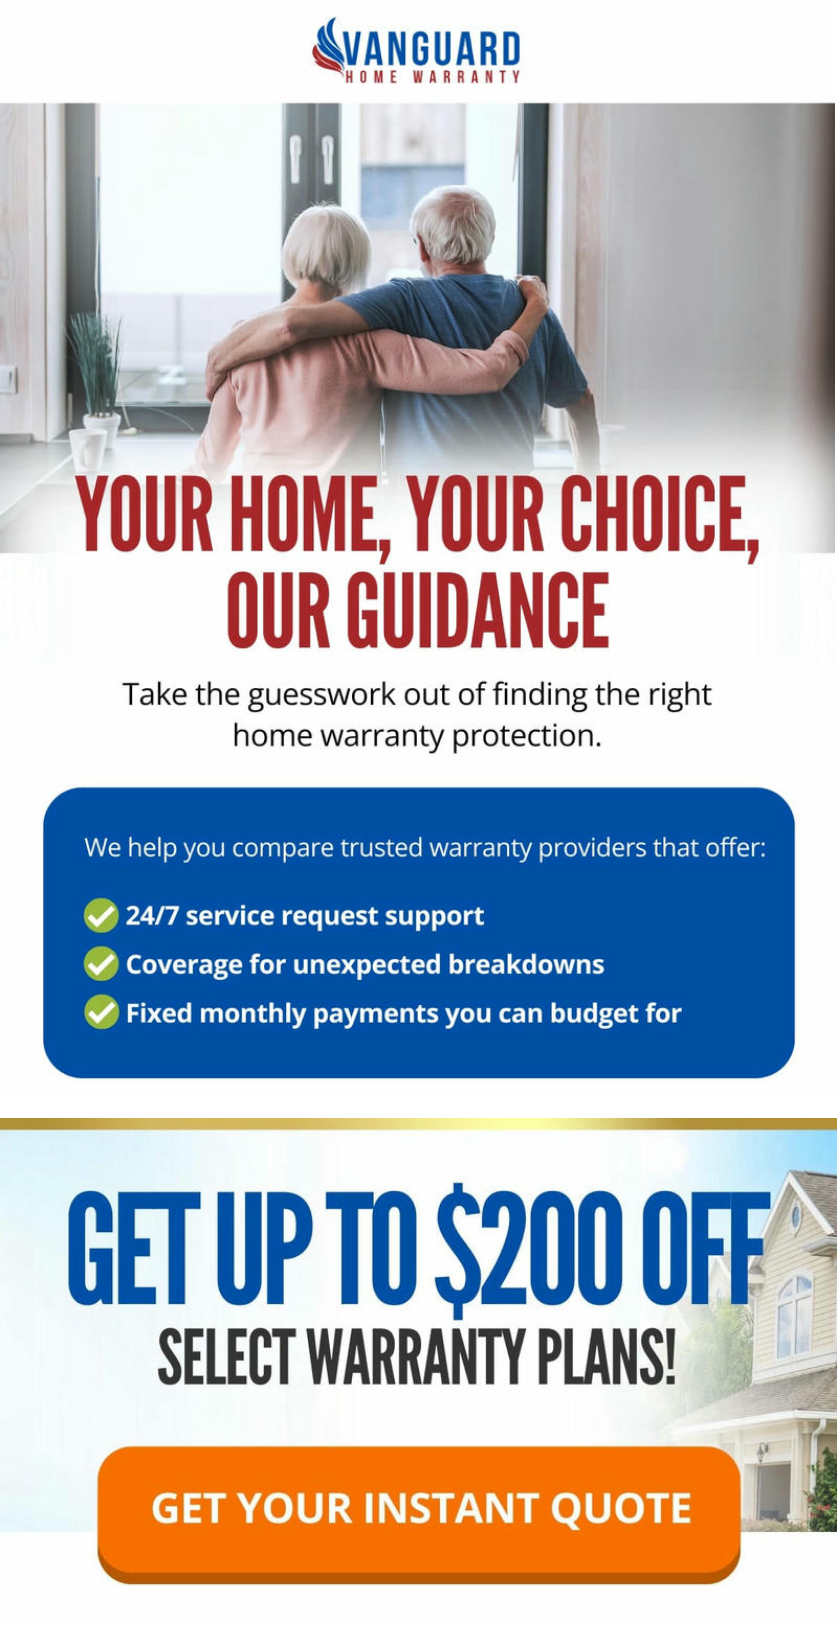 VANGUARD
HOME WARRANTY
YOUR HOME, YOUR CHOICE,
OUR GUIDANCE
Take the guesswork out of finding the right
home warranty protection.
We help you compare trusted warranty providers that offer:
24/7 service request support
Coverage for unexpected breakdowns
Fixed monthly payments you can budget for
GET UP TO $200 OFF
SELECT WARRANTY PLANS!
GET YOUR INSTANT QUOTE